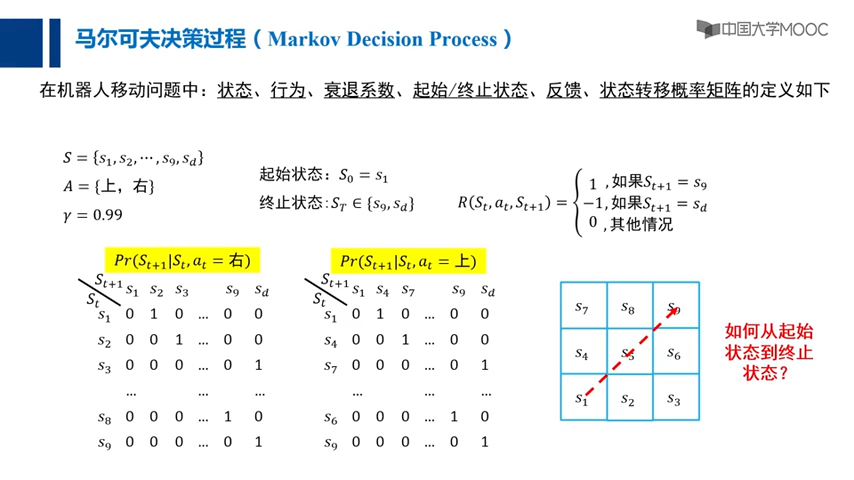 马尔可夫决策过程（Markov Decision Process）
中国大学MOOC
在机器人移动问题中：状态、行为、衰退系数、起始/终止状态、反馈、状态转移概率矩阵的定义如下
S = {s₁, s₂, ⋯, s₉, s_d}
A = {上，右}
γ = 0.99
起始状态：S₀ = s₁
终止状态：S_T ∈ {s₉, s_d}
R(S_t, a_t, S_{t+1}) = { 1 ,如果S_{t+1} = s₉
−1,如果S_{t+1} = s_d
0 ,其他情况
Pr(S_{t+1}|S_t, a_t = 右)
S_{t+1} s₁ s₂ s₃ s₉ s_d
S_t
s₁ 0 1 0 … 0 0
s₂ 0 0 1 … 0 0
s₃ 0 0 0 … 0 1
… … …
s₈ 0 0 0 … 1 0
s₉ 0 0 0 … 0 1
Pr(S_{t+1}|S_t, a_t = 上)
S_{t+1} s₁ s₄ s₇ s₉ s_d
S_t
s₁ 0 1 0 … 0 0
s₄ 0 0 1 … 0 0
s₇ 0 0 0 … 0 1
… … …
s₆ 0 0 0 … 1 0
s₉ 0 0 0 … 0 1
s₇ s₈ s₉
s₄ s₅ s₆
s₁ s₂ s₃
如何从起始
状态到终止
状态？